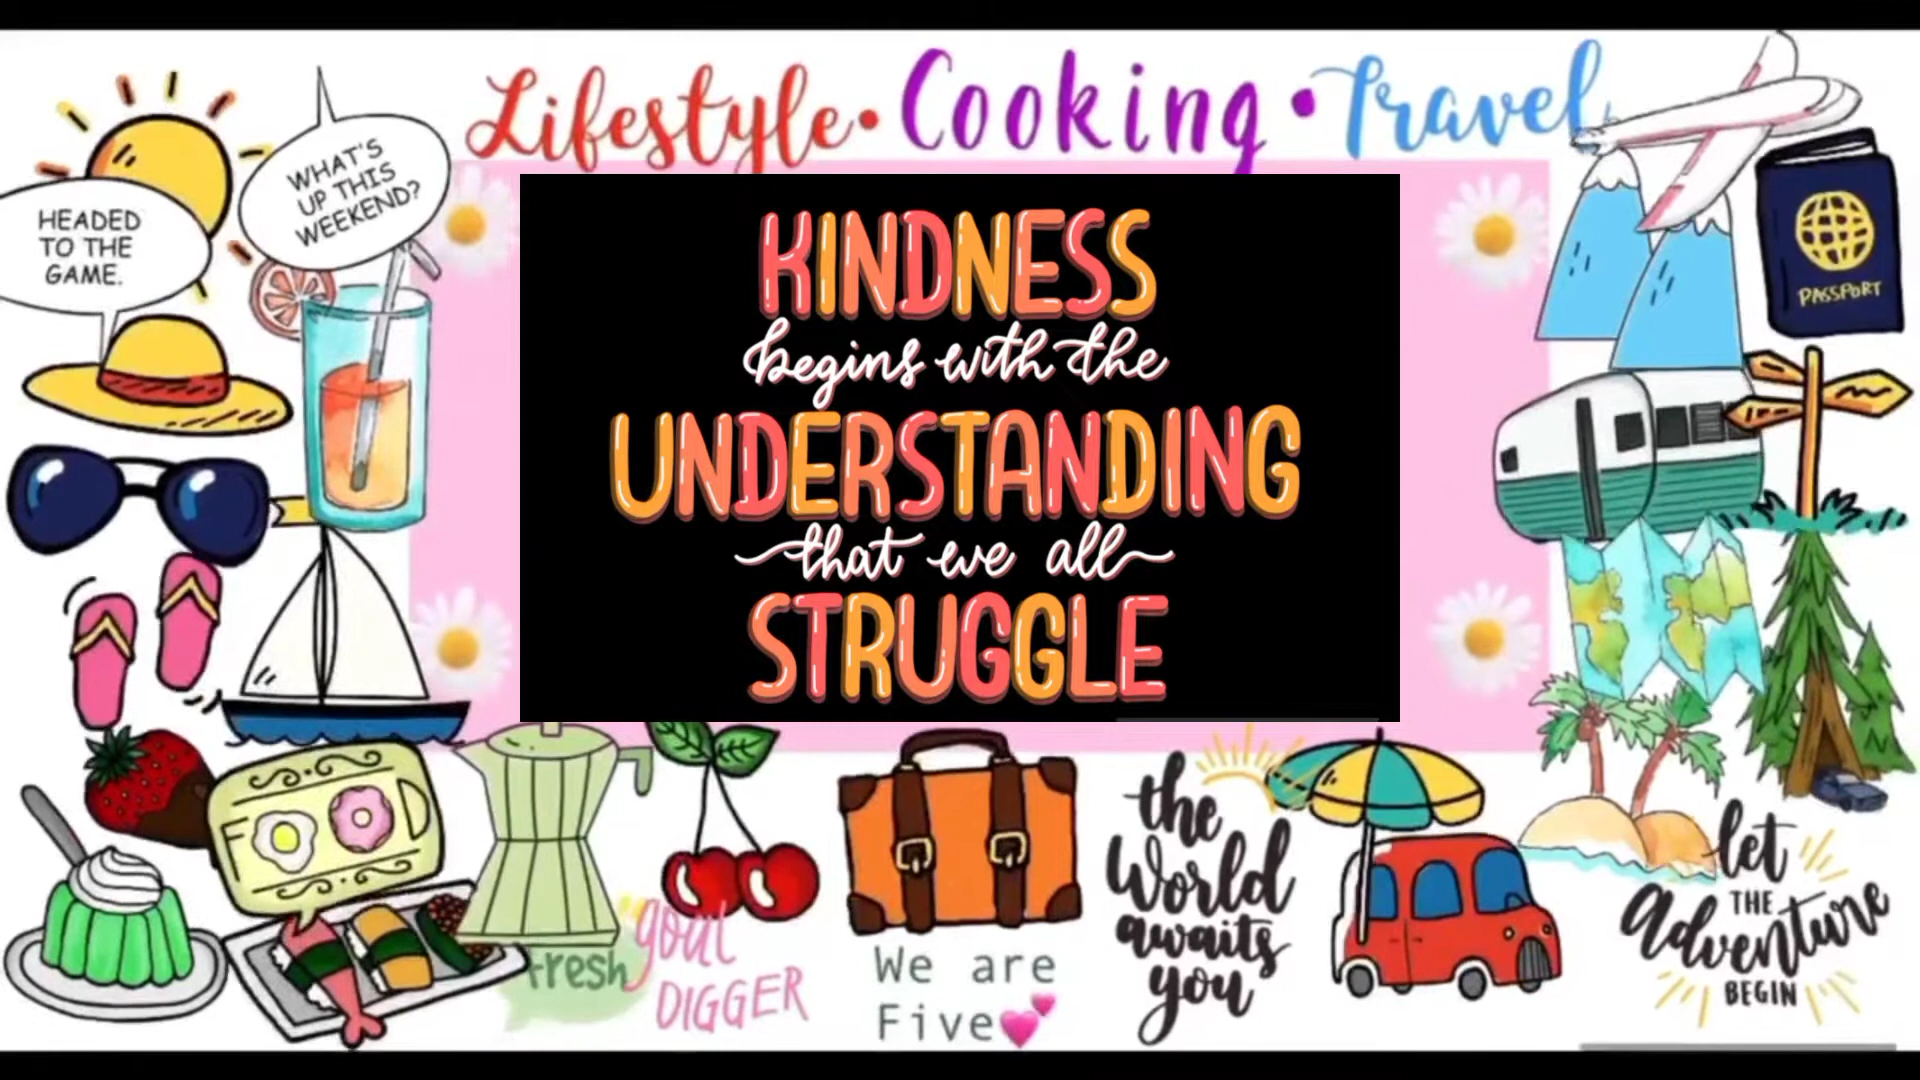 Lifestyle • Cooking • Travel
WHAT'S
UP THIS
WEEKEND?
HEADED
TO THE
GAME.
PASSPORT
KINDNESS
begins with the
UNDERSTANDING
that we all
STRUGGLE
FOOD
fresh
goal
DIGGER
We are
Five💕
the
World
awaits
you
let
THE
adventure
BEGIN